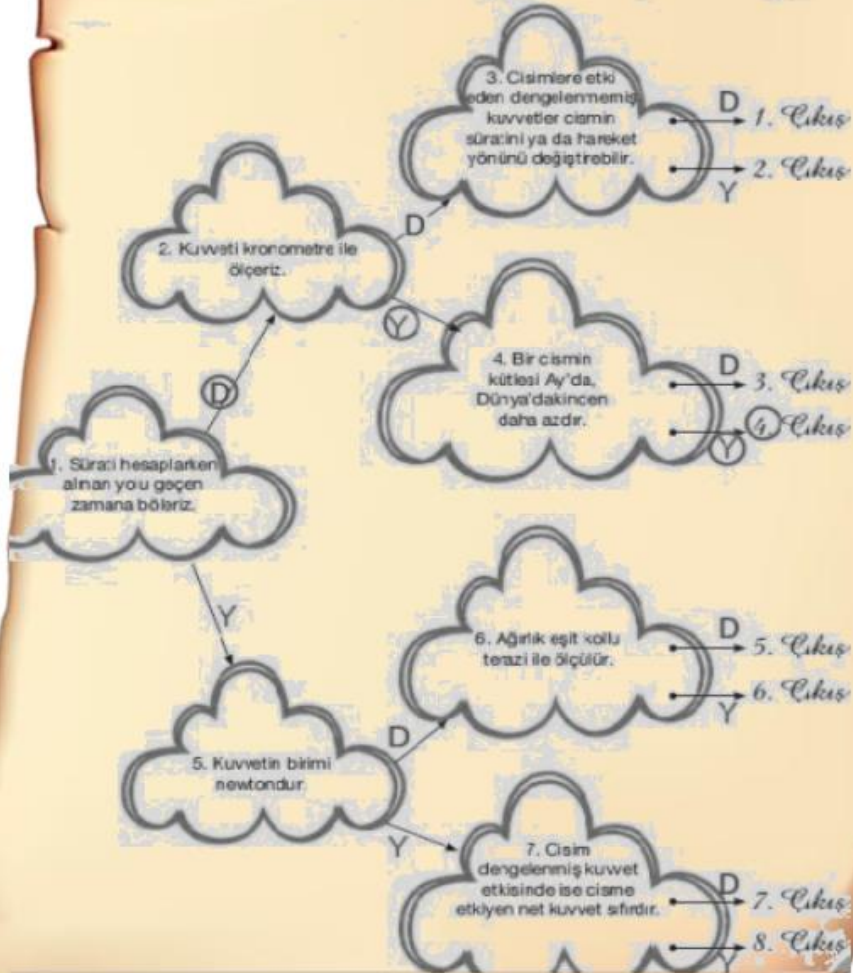 3. Cisimlere etki
eden dengelenmemiş
kuvvetler cismin
süratini ya da hareket
yönünü değiştirebilir.
D
1. Çıkış
2. Çıkış
Y
2. Kuvveti kronometre ile
ölçeriz.
D
Y
4. Bir cismin
kütlesi Ay'da,
Dünya'dakinden
daha azdır.
D
3. Çıkış
4. Çıkış
Y
D
1. Sürati hesaplarken
alınan yolu geçen
zamana böleriz.
Y
6. Ağırlık eşit kollu
terazi ile ölçülür.
D
5. Çıkış
6. Çıkış
Y
5. Kuvvetin birimi
newtondur.
D
Y
7. Cisim
dengelenmiş kuvvet
etkisinde ise cisme
etkiyen net kuvvet sıfırdır.
D
7. Çıkış
8. Çıkış
Y